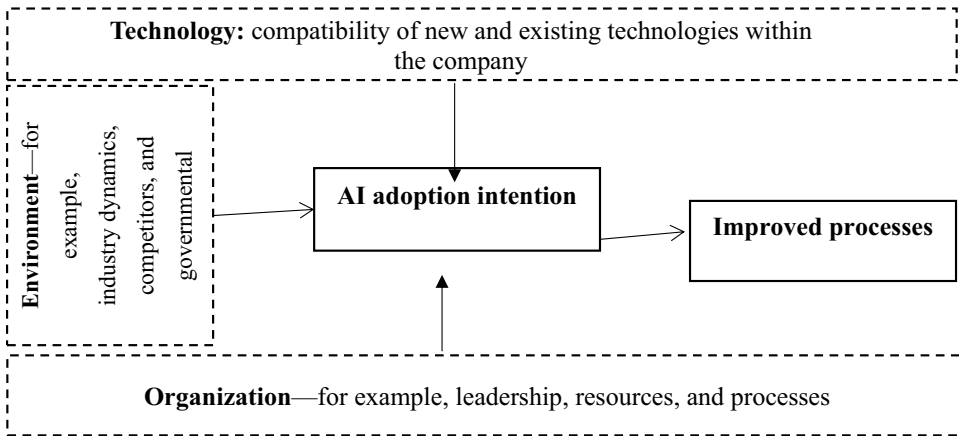 Technology: compatibility of new and existing technologies within
the company
Environment—for
example,
industry dynamics,
competitors, and
governmental
AI adoption intention
Improved processes
Organization—for example, leadership, resources, and processes